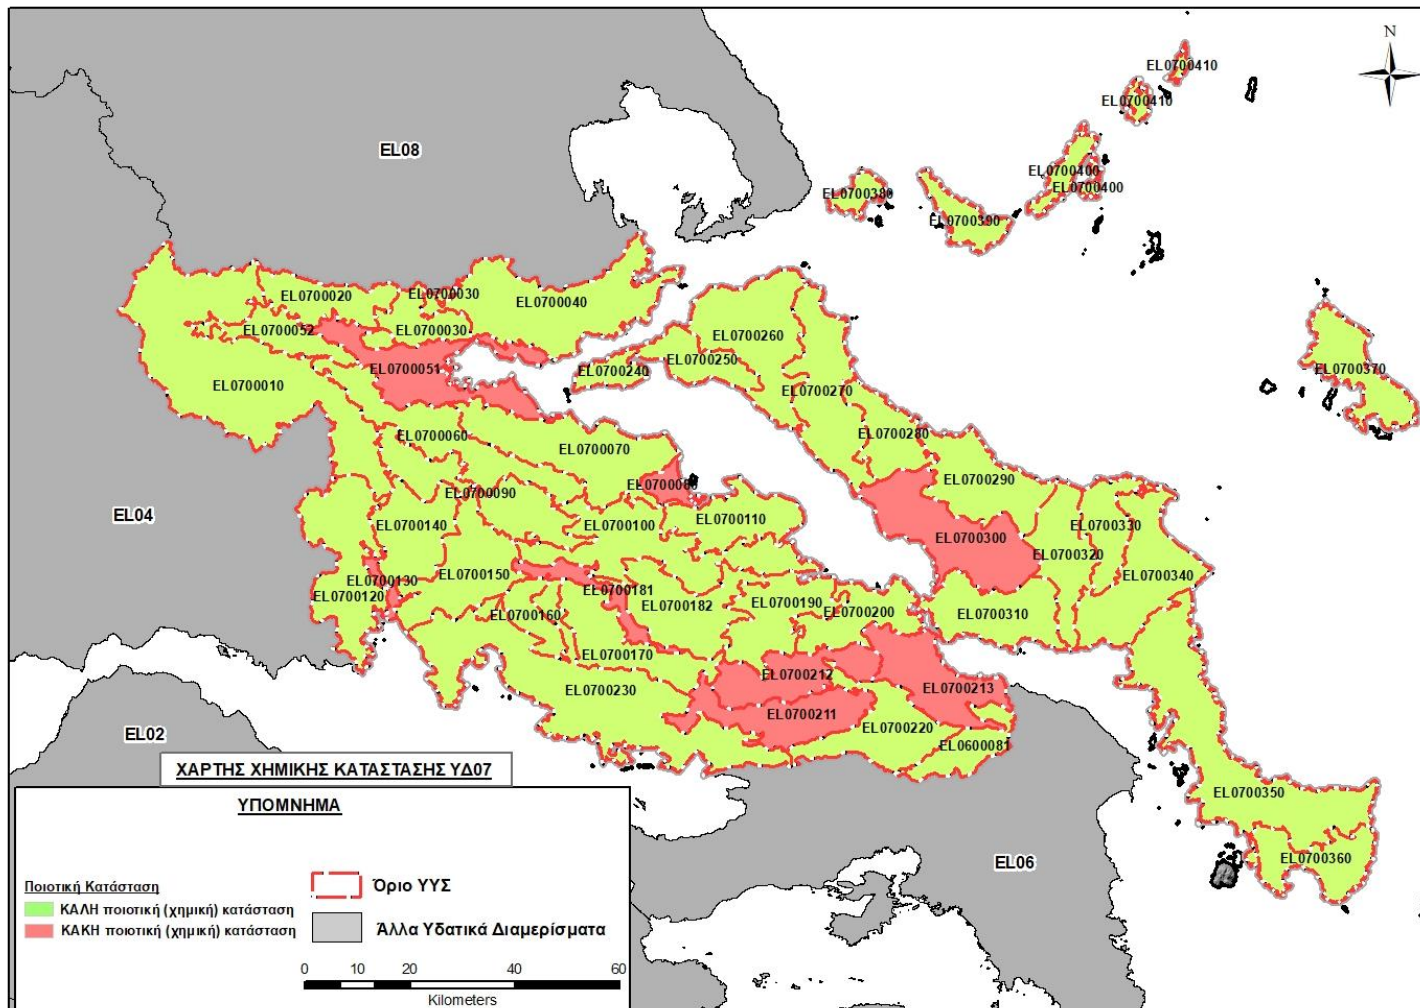 N
EL0700410
EL0700410
EL08
EL0700400
EL0700400
EL0700380
EL0700390
EL0700020
EL0700030
EL0700040
EL0700052
EL0700030
EL0700260
EL0700250
EL0700051
EL0700240
EL0700370
EL0700010
EL0700270
EL0700060
EL0700280
EL0700070
EL0700290
EL0700080
EL0700090
EL04
EL0700140
EL0700100
EL0700110
EL0700330
EL0700300
EL0700320
EL0700130
EL0700150
EL0700340
EL0700120
EL0700181
EL0700182
EL0700190
EL0700200
EL0700160
EL0700310
EL0700170
EL0700212
EL0700230
EL0700213
EL0700211
EL0700220
EL02
EL0600081
ΧΑΡΤΗΣ ΧΗΜΙΚΗΣ ΚΑΤΑΣΤΑΣΗΣ ΥΔ07
EL0700350
ΥΠΟΜΝΗΜΑ
EL06
EL0700360
Ποιοτική Κατάσταση
Όριο ΥΥΣ
ΚΑΛΗ ποιοτική (χημική) κατάσταση
ΚΑΚΗ ποιοτική (χημική) κατάσταση
Άλλα Υδατικά Διαμερίσματα
0 10 20 40 60
Kilometers